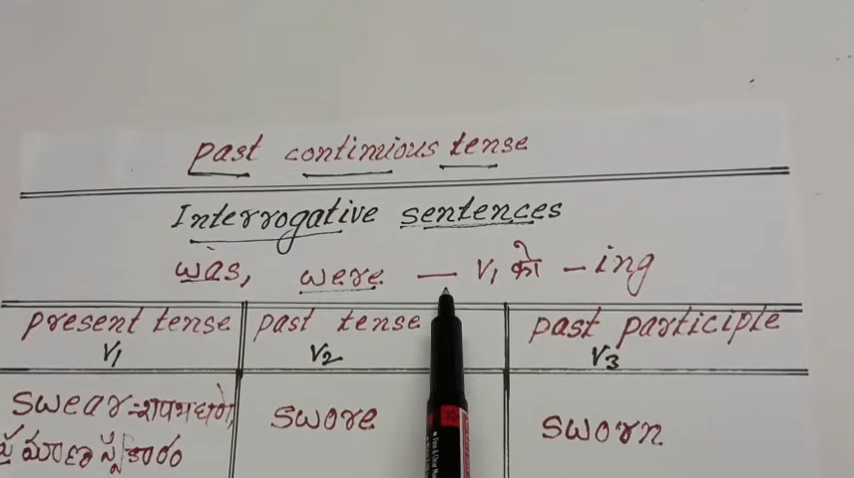 past continious tense
Interrogative sentences
was, were — V1 को - ing
present tense past tense past participle
V1 V2 V3
swear = swore sworn